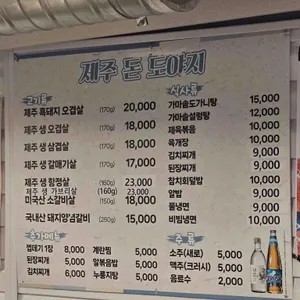 제주 돈 도야지
고기류
제주 흑돼지 오겹살 (170g) 20,000
제주 생 오겹살 (170g) 18,000
제주 생 삼겹살 (170g) 18,000
제주 생 갈매기살 (170g) 17,000
제주 생 항정살 (160g) 23,000
제주 생 가브리살 (160g) 23,000
미국산 소갈비살 (150g) 18,000
국내산 돼지양념갈비 (250g) 15,000
추가메뉴
껍데기 1장 8,000
된장찌개 5,000
김치찌개 6,000
계란찜 5,000
알볶음밥 5,000
누룽지탕 5,000
식사류
가마솥도가니탕 15,000
가마솥설렁탕 12,000
제육볶음 10,000
육개장 10,000
김치찌개 9,000
된장찌개 9,000
참치회덮밥 10,000
알밥 9,000
물냉면 9,000
비빔냉면 10,000
주류
소주(새로) 5,000
맥주(크러시) 5,000
음료수 2,000